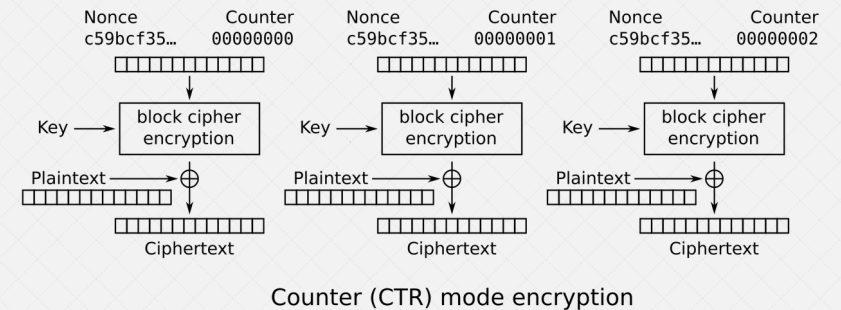 Nonce Counter Nonce Counter Nonce Counter
c59bcf35… 00000000 c59bcf35… 00000001 c59bcf35… 00000002
block cipher block cipher block cipher
Key encryption Key encryption Key encryption
Plaintext Plaintext Plaintext
Ciphertext Ciphertext Ciphertext
Counter (CTR) mode encryption